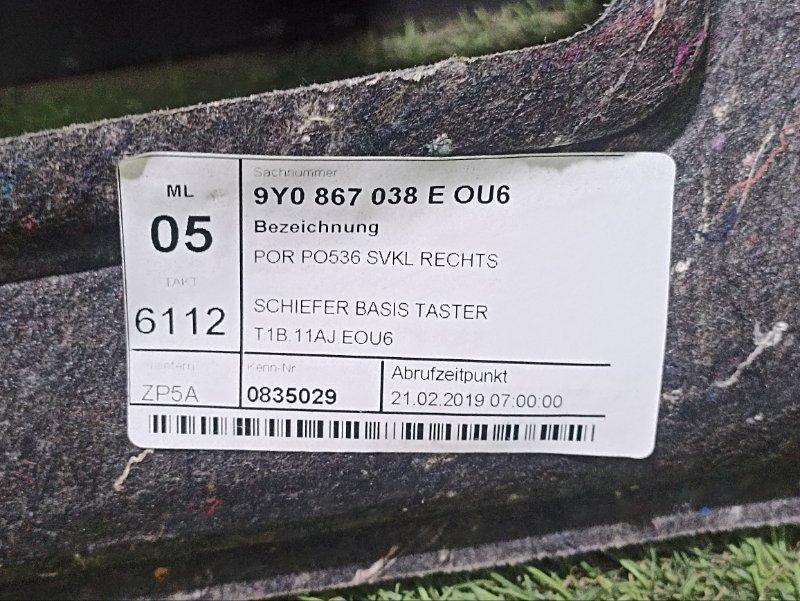 ML
05
TAKT
6112
ZP5A
Sachnummer
9Y0 867 038 E OU6
Bezeichnung
POR PO536 SVKL RECHTS
SCHIEFER BASIS TASTER
T1B.11AJ.EOU6
Kenn-Nr
0835029
Abrufzeitpunkt
21.02.2019 07:00:00